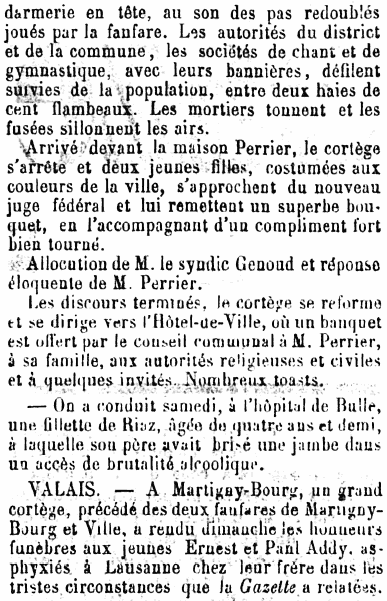 darmerie en tête, au son des pas redoublés
joués par la fanfare. Les autorités du district
et de la commune, les sociétés de chant et de
gymnastique, avec leurs bannières, défilent
suivies de la population, entre deux haies de
cent flambeaux. Les mortiers tonnent et les
fusées sillonnent les airs.
Arrivé devant la maison Perrier, le cortège
s'arrête et deux jeunes filles, costumées aux
couleurs de la ville, s'approchent du nouveau
juge fédéral et lui remettent un superbe bou-
quet, en l'accompagnant d'un compliment fort
bien tourné.
Allocution de M. le syndic Genoud et réponse
éloquente de M. Perrier.
Les discours terminés, le cortège se reforme
et se dirige vers l'Hôtel-de-Ville, où un banquet
est offert par le conseil communal à M. Perrier,
à sa famille, aux autorités religieuses et civiles
et à quelques invités. Nombreux toasts.
— On a conduit samedi, à l'hôpital de Bulle,
une fillette de Riaz, âgée de quatre ans et demi,
à laquelle son père avait brisé une jambe dans
un accès de brutalité alcoolique.
VALAIS. — A Martigny-Bourg, un grand
cortège, précédé des deux fanfares de Martigny-
Bourg et Ville, a rendu dimanche les honneurs
funèbres aux jeunes Ernest et Paul Addy, as-
phyxiés à Lausanne chez leur frère dans les
tristes circonstances que la Gazette a relatées.